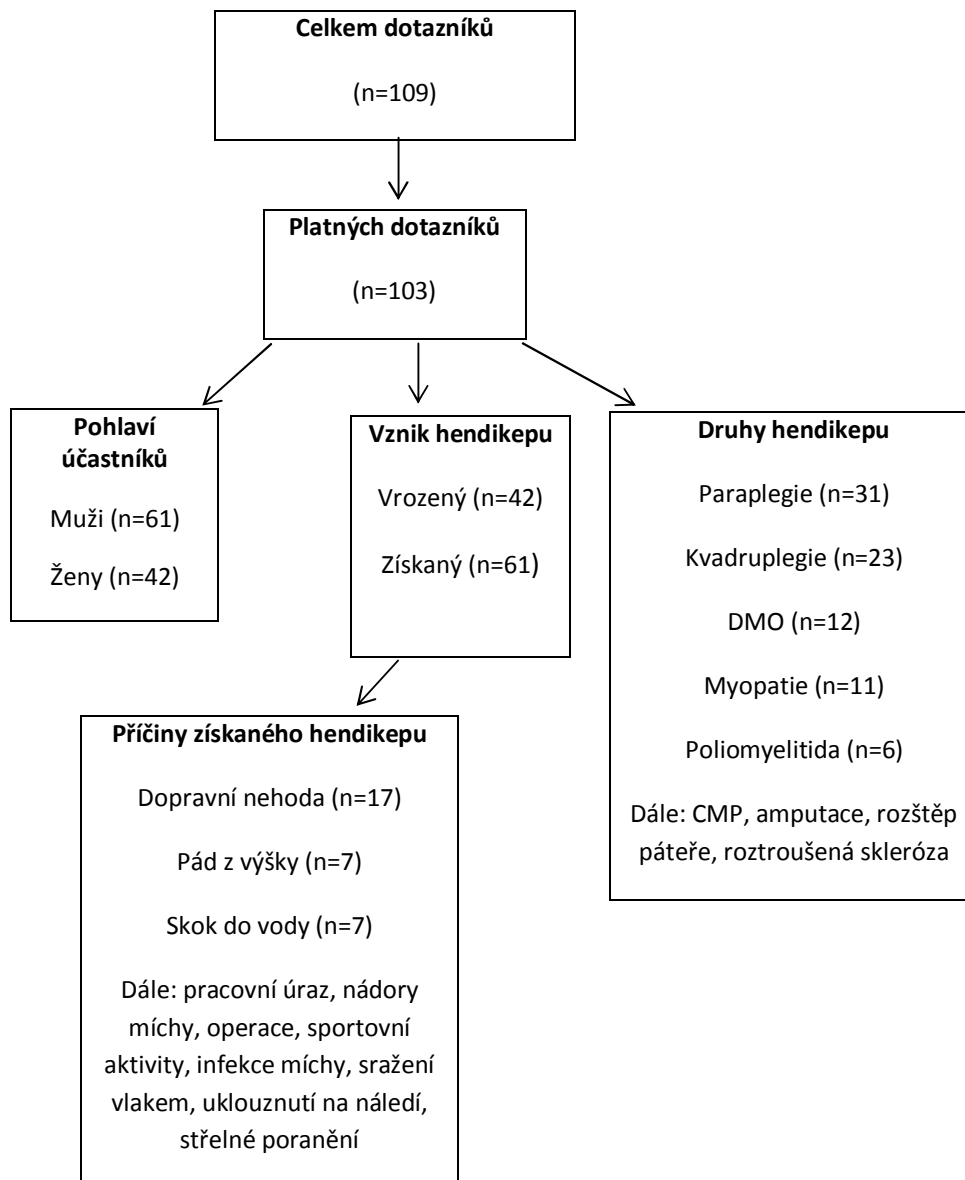 Celkem dotazníků
(n=109)
Platných dotazníků
(n=103)
Pohlaví
účastníků
Muži (n=61)
Ženy (n=42)
Vznik hendikepu
Vrozený (n=42)
Získaný (n=61)
Druhy hendikepu
Paraplegie (n=31)
Kvadruplegie (n=23)
DMO (n=12)
Myopatie (n=11)
Poliomyelitida (n=6)
Dále: CMP, amputace, rozštěp
páteře, roztroušená skleróza
Příčiny získaného hendikepu
Dopravní nehoda (n=17)
Pád z výšky (n=7)
Skok do vody (n=7)
Dále: pracovní úraz, nádory
míchy, operace, sportovní
aktivity, infekce míchy, sražení
vlakem, uklouznutí na náledí,
střelné poranění